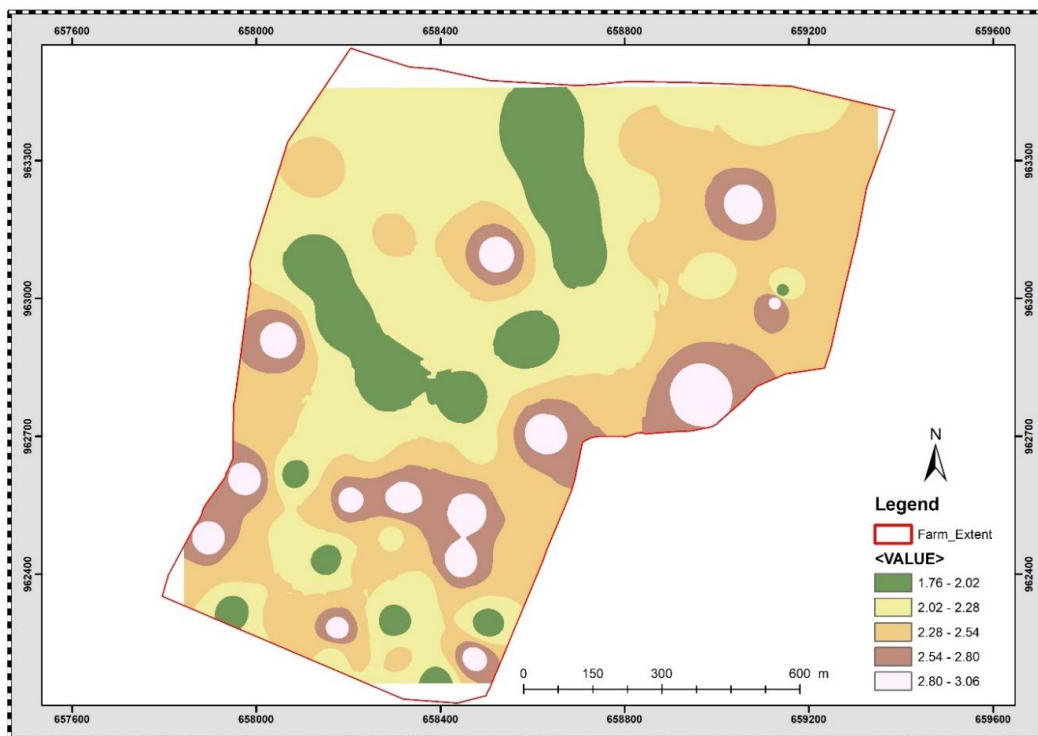 657600 658000 658400 658800 659200 659600
963300 963300
963000 963000
962700 962700
N
Legend
Farm_Extent
<VALUE>
962400 962400
1.76 - 2.02
2.02 - 2.28
2.28 - 2.54
2.54 - 2.80
2.80 - 3.06
0 150 300 600 m
657600 658000 658400 658800 659200 659600